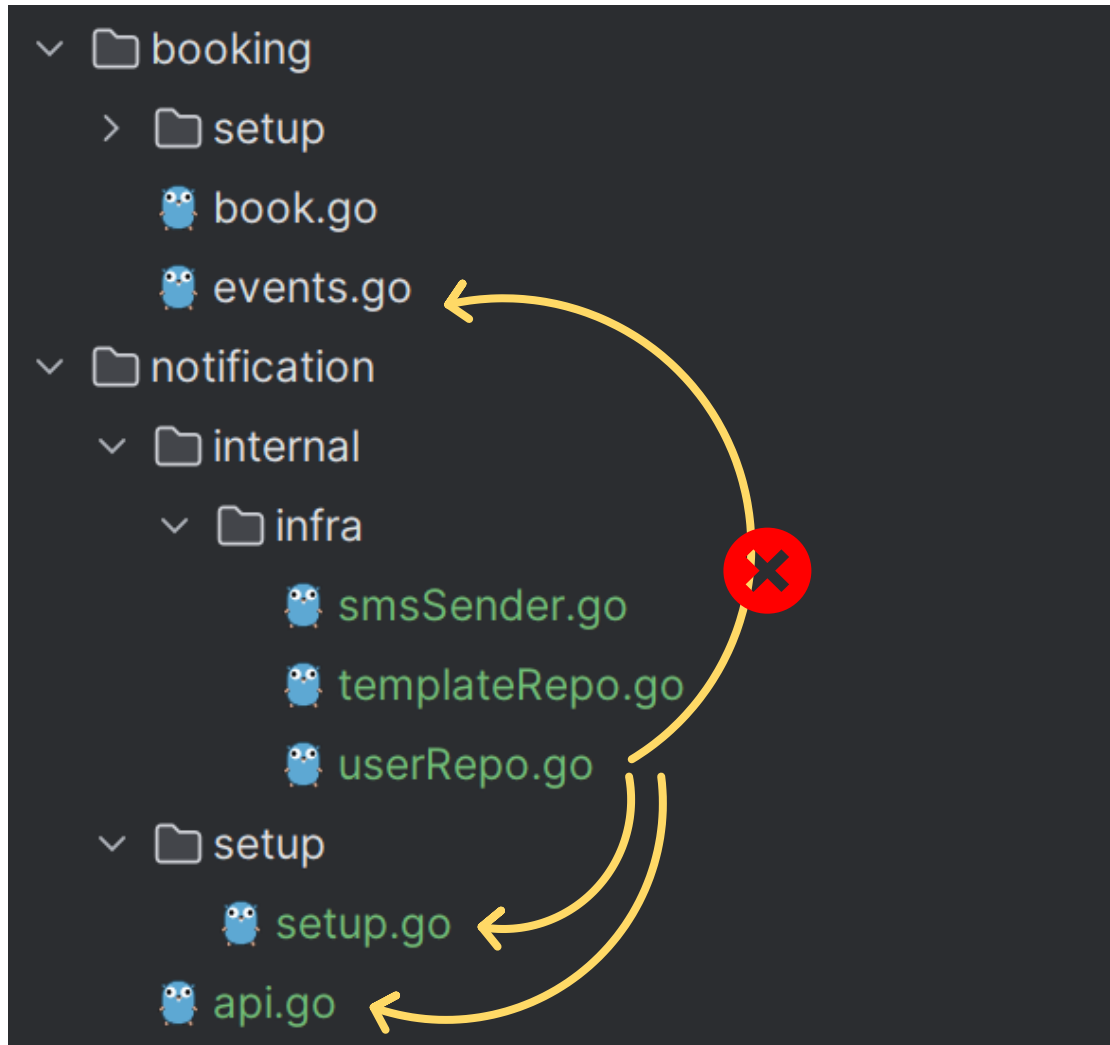 booking
setup
book.go
events.go
notification
internal
infra
smsSender.go
templateRepo.go
userRepo.go
setup
setup.go
api.go